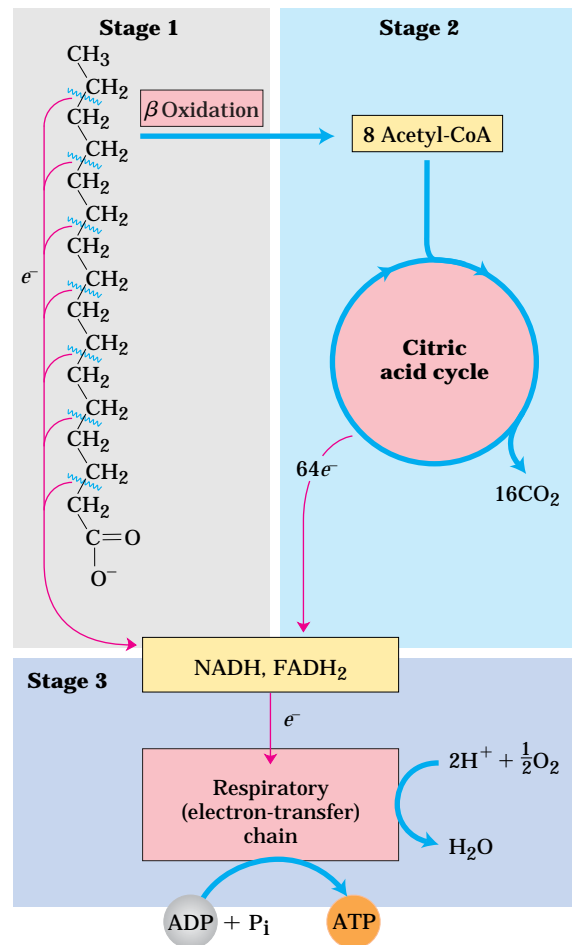 Stage 1
CH₃
CH₂
CH₂
CH₂
CH₂
CH₂
CH₂
CH₂
CH₂
CH₂
CH₂
CH₂
CH₂
CH₂
CH₂
C=O
O⁻
e⁻
β Oxidation
Stage 2
8 Acetyl-CoA
Citric
acid cycle
64e⁻
16CO₂
Stage 3
NADH, FADH₂
e⁻
Respiratory
(electron-transfer)
chain
2H⁺ + ½O₂
H₂O
ADP + Pᵢ
ATP